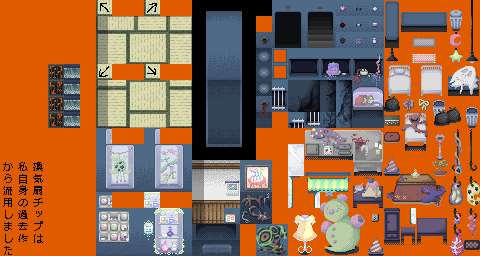 換気扇チップは
私自身の過去作
から流用しました